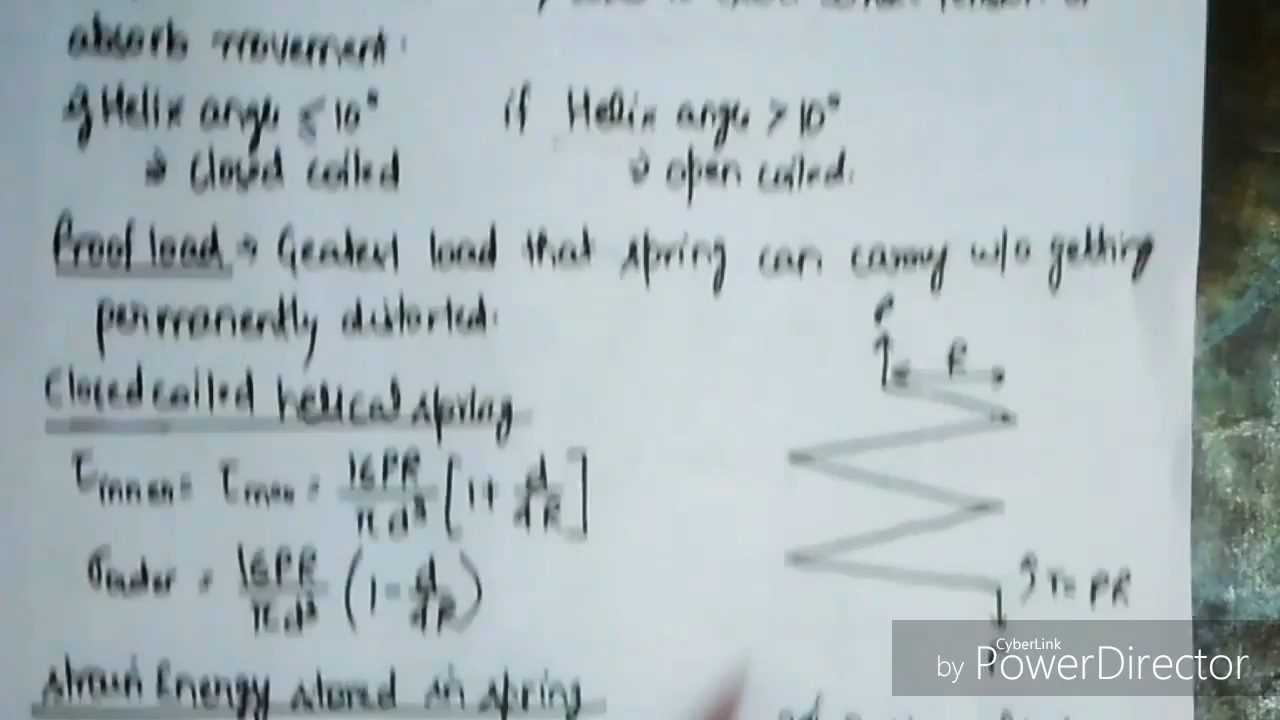 absorb movement.
if Helix angle ≤ 10° if Helix angle > 10°
⇒ closed coiled ⇒ open coiled.
Proof load → Geatest load that spring can carry w/o getting
permanently distorted.
P
R
Closed coiled helical spring
τinner = τmax = 16PR/πd³ [1 + d/4R]
σouter = 16PR/πd³ (1 - d/4R)
T = PR
P
Strain Energy stored in spring
CyberLink
by PowerDirector